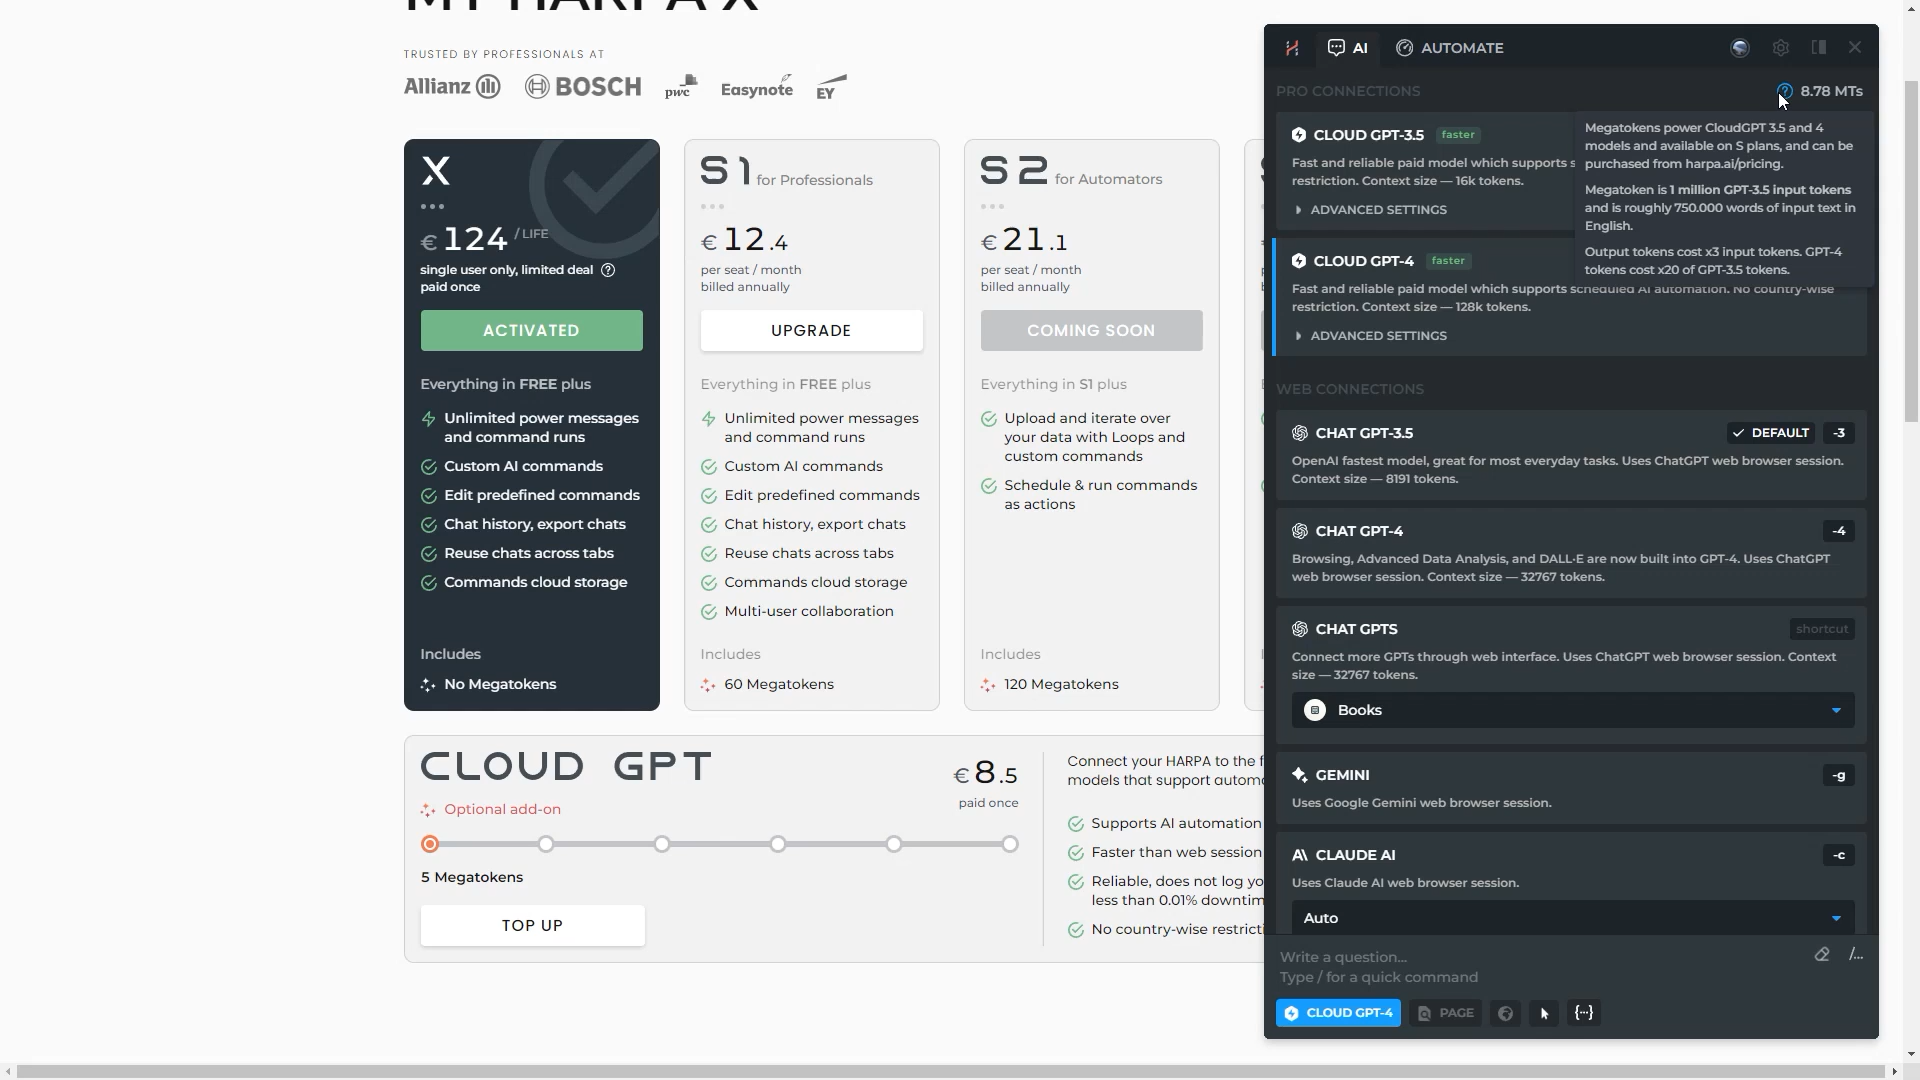 MY HARPA X
TRUSTED BY PROFESSIONALS AT
Allianz
BOSCH
pwc
Easynote
EY
X
€ 124 / LIFE
single user only, limited deal
paid once
ACTIVATED
Everything in FREE plus
Unlimited power messages
and command runs
Custom AI commands
Edit predefined commands
Chat history, export chats
Reuse chats across tabs
Commands cloud storage
Includes
No Megatokens
S1 for Professionals
€ 12.4
per seat / month
billed annually
UPGRADE
Everything in FREE plus
Unlimited power messages
and command runs
Custom AI commands
Edit predefined commands
Chat history, export chats
Reuse chats across tabs
Commands cloud storage
Multi-user collaboration
Includes
60 Megatokens
S2 for Automators
€ 21.1
per seat / month
billed annually
COMING SOON
Everything in S1 plus
Upload and iterate over
your data with Loops and
custom commands
Schedule & run commands
as actions
Includes
120 Megatokens
CLOUD GPT
Optional add-on
€ 8.5
paid once
5 Megatokens
TOP UP
Connect your HARPA to the f
models that support autom
Supports AI automation
Faster than web session
Reliable, does not log yo
less than 0.01% downtim
No country-wise restricti
AI
AUTOMATE
PRO CONNECTIONS
8.78 MTs
CLOUD GPT-3.5 faster
Fast and reliable paid model which supports s
restriction. Context size — 16k tokens.
ADVANCED SETTINGS
Megatokens power CloudGPT 3.5 and 4
models and available on S plans, and can be
purchased from harpa.ai/pricing.
Megatoken is 1 million GPT-3.5 input tokens
and is roughly 750.000 words of input text in
English.
Output tokens cost x3 input tokens. GPT-4
tokens cost x20 of GPT-3.5 tokens.
CLOUD GPT-4 faster
Fast and reliable paid model which supports scheduled AI automation. No country-wise
restriction. Context size — 128k tokens.
ADVANCED SETTINGS
WEB CONNECTIONS
CHAT GPT-3.5
DEFAULT
-3
OpenAI fastest model, great for most everyday tasks. Uses ChatGPT web browser session.
Context size — 8191 tokens.
CHAT GPT-4
-4
Browsing, Advanced Data Analysis, and DALL·E are now built into GPT-4. Uses ChatGPT
web browser session. Context size — 32767 tokens.
CHAT GPTS
shortcut
Connect more GPTs through web interface. Uses ChatGPT web browser session. Context
size — 32767 tokens.
Books
GEMINI
-g
Uses Google Gemini web browser session.
CLAUDE AI
-c
Uses Claude AI web browser session.
Auto
Write a question...
Type / for a quick command
/...
CLOUD GPT-4
PAGE
{...}